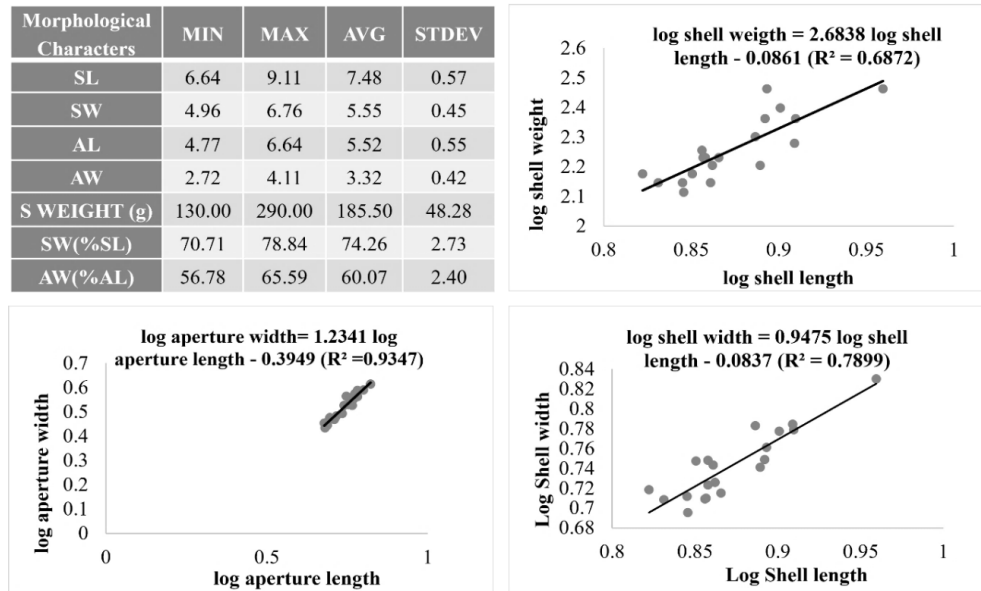 Morphological Characters MIN MAX AVG STDEV
SL 6.64 9.11 7.48 0.57
SW 4.96 6.76 5.55 0.45
AL 4.77 6.64 5.52 0.55
AW 2.72 4.11 3.32 0.42
S WEIGHT (g) 130.00 290.00 185.50 48.28
SW(%SL) 70.71 78.84 74.26 2.73
AW(%AL) 56.78 65.59 60.07 2.40
log shell weigth = 2.6838 log shell
length - 0.0861 (R² = 0.6872)
log shell weight
2.6
2.5
2.4
2.3
2.2
2.1
2
0.8 0.85 0.9 0.95 1
log shell length
log aperture width= 1.2341 log
aperture length - 0.3949 (R² =0.9347)
log aperture width
0.7
0.6
0.5
0.4
0.3
0.2
0.1
0
0 0.5 1
log aperture length
log shell width = 0.9475 log shell
length - 0.0837 (R² = 0.7899)
Log Shell width
0.84
0.82
0.8
0.78
0.76
0.74
0.72
0.7
0.68
0.8 0.85 0.9 0.95 1
Log Shell length